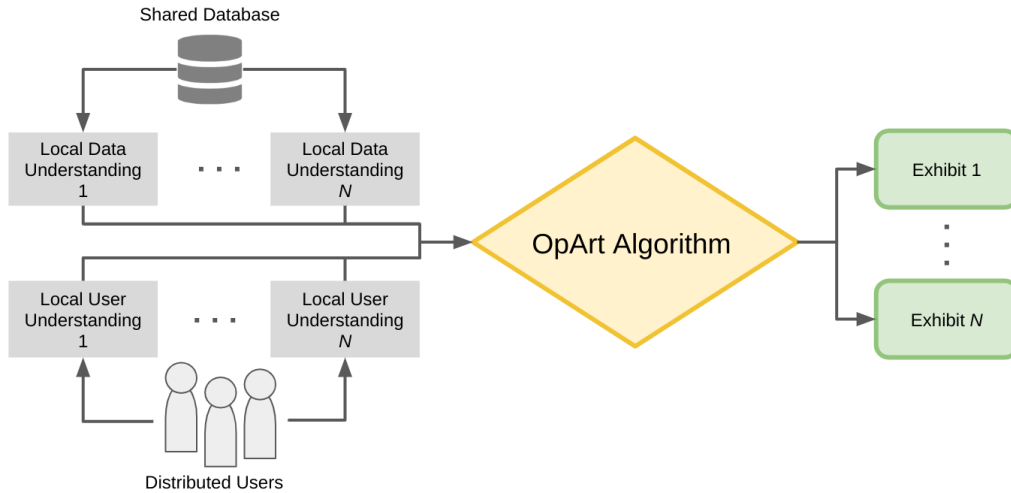 Shared Database
Local Data
Understanding
1
. . .
Local Data
Understanding
N
OpArt Algorithm
Exhibit 1
. . .
Exhibit N
Local User
Understanding
1
. . .
Local User
Understanding
N
Distributed Users